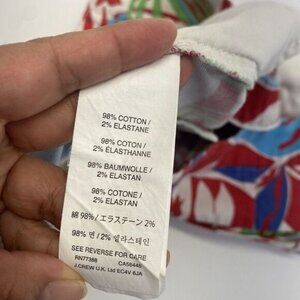 98% COTTON /
2% ELASTANE
98% COTON /
2% ELASTHANNE
98% BAUMWOLLE /
2% ELASTAN
98% COTONE /
2% ELASTAN
綿 98% / エラステーン 2%
98% 면 / 2% 엘라스테인
SEE REVERSE FOR CARE
RN77388 CA56445
J.CREW U.K. Ltd EC4V 6JA